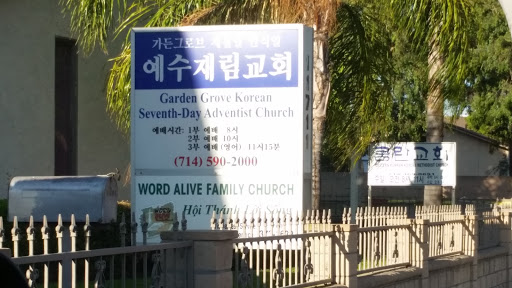 가든그로브 제칠일 안식일
예수재림교회
Garden Grove Korean
Seventh-Day Adventist Church
예배시간: 1부 예배 8시
2부 예배 10시
3부 예배 (영어) 11시15분
(714) 590-2000
WORD ALIVE FAMILY CHURCH
Hội Thánh Lời Sống
교회